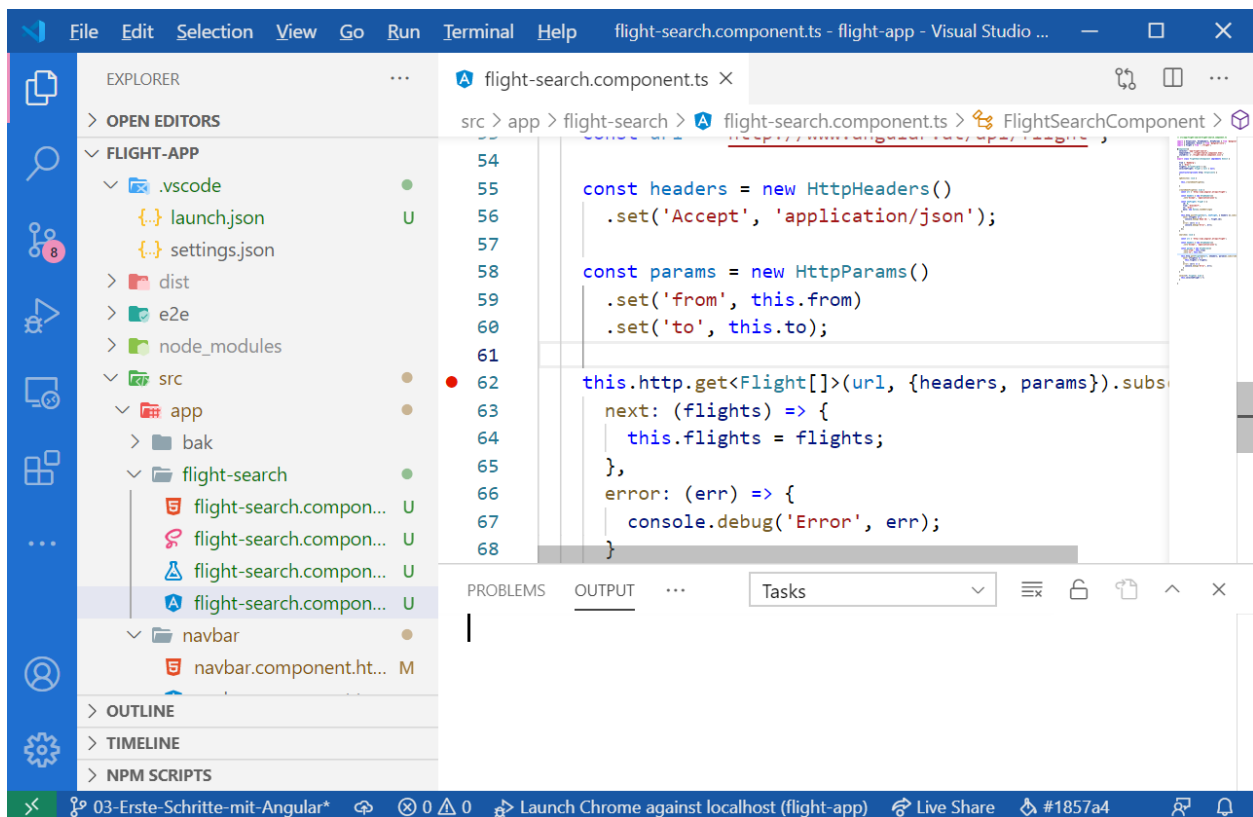 File Edit Selection View Go Run Terminal Help flight-search.component.ts - flight-app - Visual Studio ...
EXPLORER
OPEN EDITORS
FLIGHT-APP
.vscode
launch.json U
settings.json
dist
e2e
node_modules
src
app
bak
flight-search
flight-search.compon... U
flight-search.compon... U
flight-search.compon... U
flight-search.compon... U
navbar
navbar.component.ht... M
OUTLINE
TIMELINE
NPM SCRIPTS
8
flight-search.component.ts
src > app > flight-search > flight-search.component.ts > FlightSearchComponent >
54
55 const headers = new HttpHeaders()
56 .set('Accept', 'application/json');
57
58 const params = new HttpParams()
59 .set('from', this.from)
60 .set('to', this.to);
61
62 this.http.get<Flight[]>(url, {headers, params}).subs
63 next: (flights) => {
64 this.flights = flights;
65 },
66 error: (err) => {
67 console.debug('Error', err);
68 }
PROBLEMS OUTPUT ... Tasks
03-Erste-Schritte-mit-Angular* 0 0 Launch Chrome against localhost (flight-app) Live Share #1857a4